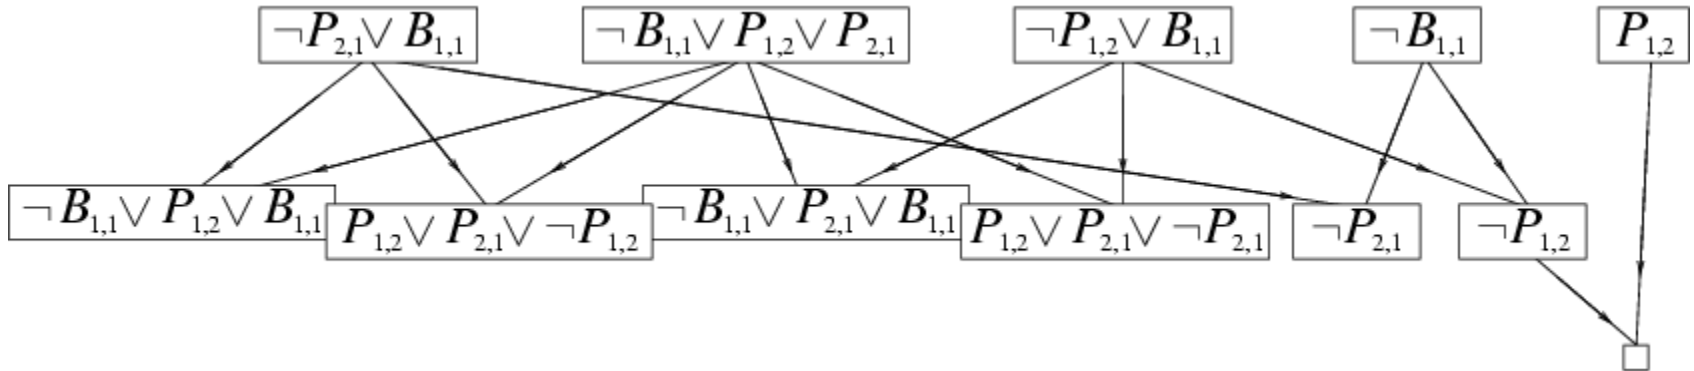 ¬P₂,₁ ∨ B₁,₁ ¬B₁,₁ ∨ P₁,₂ ∨ P₂,₁ ¬P₁,₂ ∨ B₁,₁ ¬B₁,₁ P₁,₂
¬B₁,₁ ∨ P₁,₂ ∨ B₁,₁ P₁,₂ ∨ P₂,₁ ∨ ¬P₁,₂ ¬B₁,₁ ∨ P₂,₁ ∨ B₁,₁ P₁,₂ ∨ P₂,₁ ∨ ¬P₂,₁ ¬P₂,₁ ¬P₁,₂